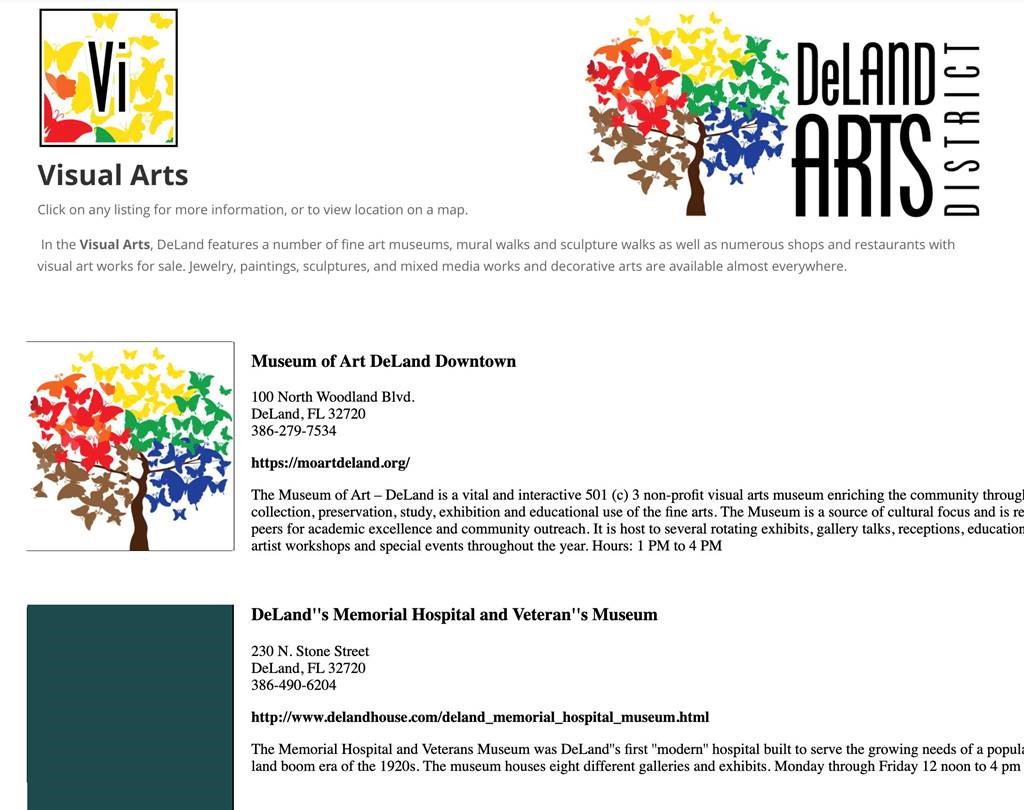 Vi
DeLAND
ARTS
DISTRICT
Visual Arts
Click on any listing for more information, or to view location on a map.
In the Visual Arts, DeLand features a number of fine art museums, mural walks and sculpture walks as well as numerous shops and restaurants with
visual art works for sale. Jewelry, paintings, sculptures, and mixed media works and decorative arts are available almost everywhere.
Museum of Art DeLand Downtown
100 North Woodland Blvd.
DeLand, FL 32720
386-279-7534
https://moartdeland.org/
The Museum of Art – DeLand is a vital and interactive 501 (c) 3 non-profit visual arts museum enriching the community throug
collection, preservation, study, exhibition and educational use of the fine arts. The Museum is a source of cultural focus and is re
peers for academic excellence and community outreach. It is host to several rotating exhibits, gallery talks, receptions, education
artist workshops and special events throughout the year. Hours: 1 PM to 4 PM
DeLand''s Memorial Hospital and Veteran''s Museum
230 N. Stone Street
DeLand, FL 32720
386-490-6204
http://www.delandhouse.com/deland_memorial_hospital_museum.html
The Memorial Hospital and Veterans Museum was DeLand''s first "modern" hospital built to serve the growing needs of a popula
land boom era of the 1920s. The museum houses eight different galleries and exhibits. Monday through Friday 12 noon to 4 pm